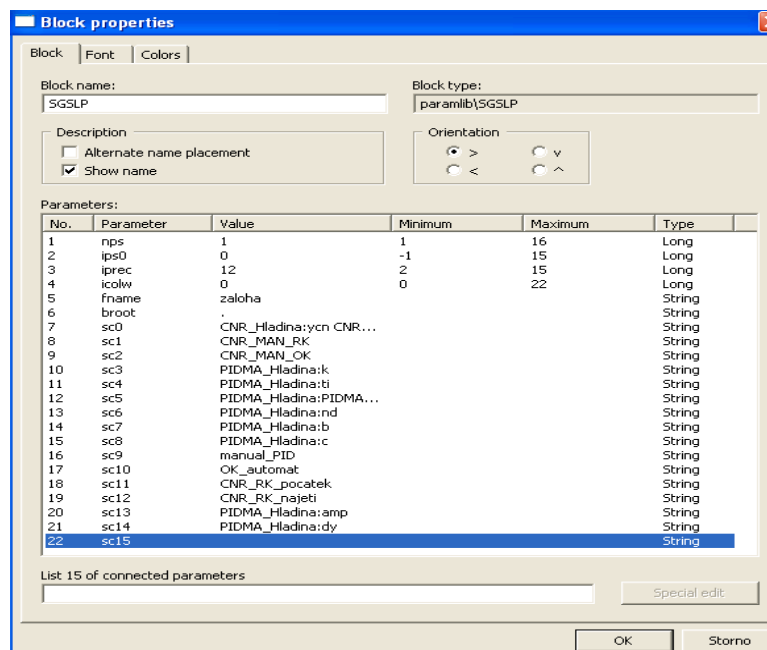 Block properties
Block Font Colors
Block name: Block type:
SGSLP paramlib\SGSLP
Description Orientation
Alternate name placement > v
Show name < ^
Parameters:
No. Parameter Value Minimum Maximum Type
1 nps 1 1 16 Long
2 ips0 0 -1 15 Long
3 iprec 12 2 15 Long
4 icolw 0 0 22 Long
5 fname zaloha String
6 broot . String
7 sc0 CNR_Hladina:ycn CNR... String
8 sc1 CNR_MAN_RK String
9 sc2 CNR_MAN_OK String
10 sc3 PIDMA_Hladina:k String
11 sc4 PIDMA_Hladina:ti String
12 sc5 PIDMA_Hladina:PIDMA... String
13 sc6 PIDMA_Hladina:nd String
14 sc7 PIDMA_Hladina:b String
15 sc8 PIDMA_Hladina:c String
16 sc9 manual_PID String
17 sc10 OK_automat String
18 sc11 CNR_RK_pocatek String
19 sc12 CNR_RK_najeti String
20 sc13 PIDMA_Hladina:amp String
21 sc14 PIDMA_Hladina:dy String
22 sc15 String
List 15 of connected parameters
Special edit
OK Storno